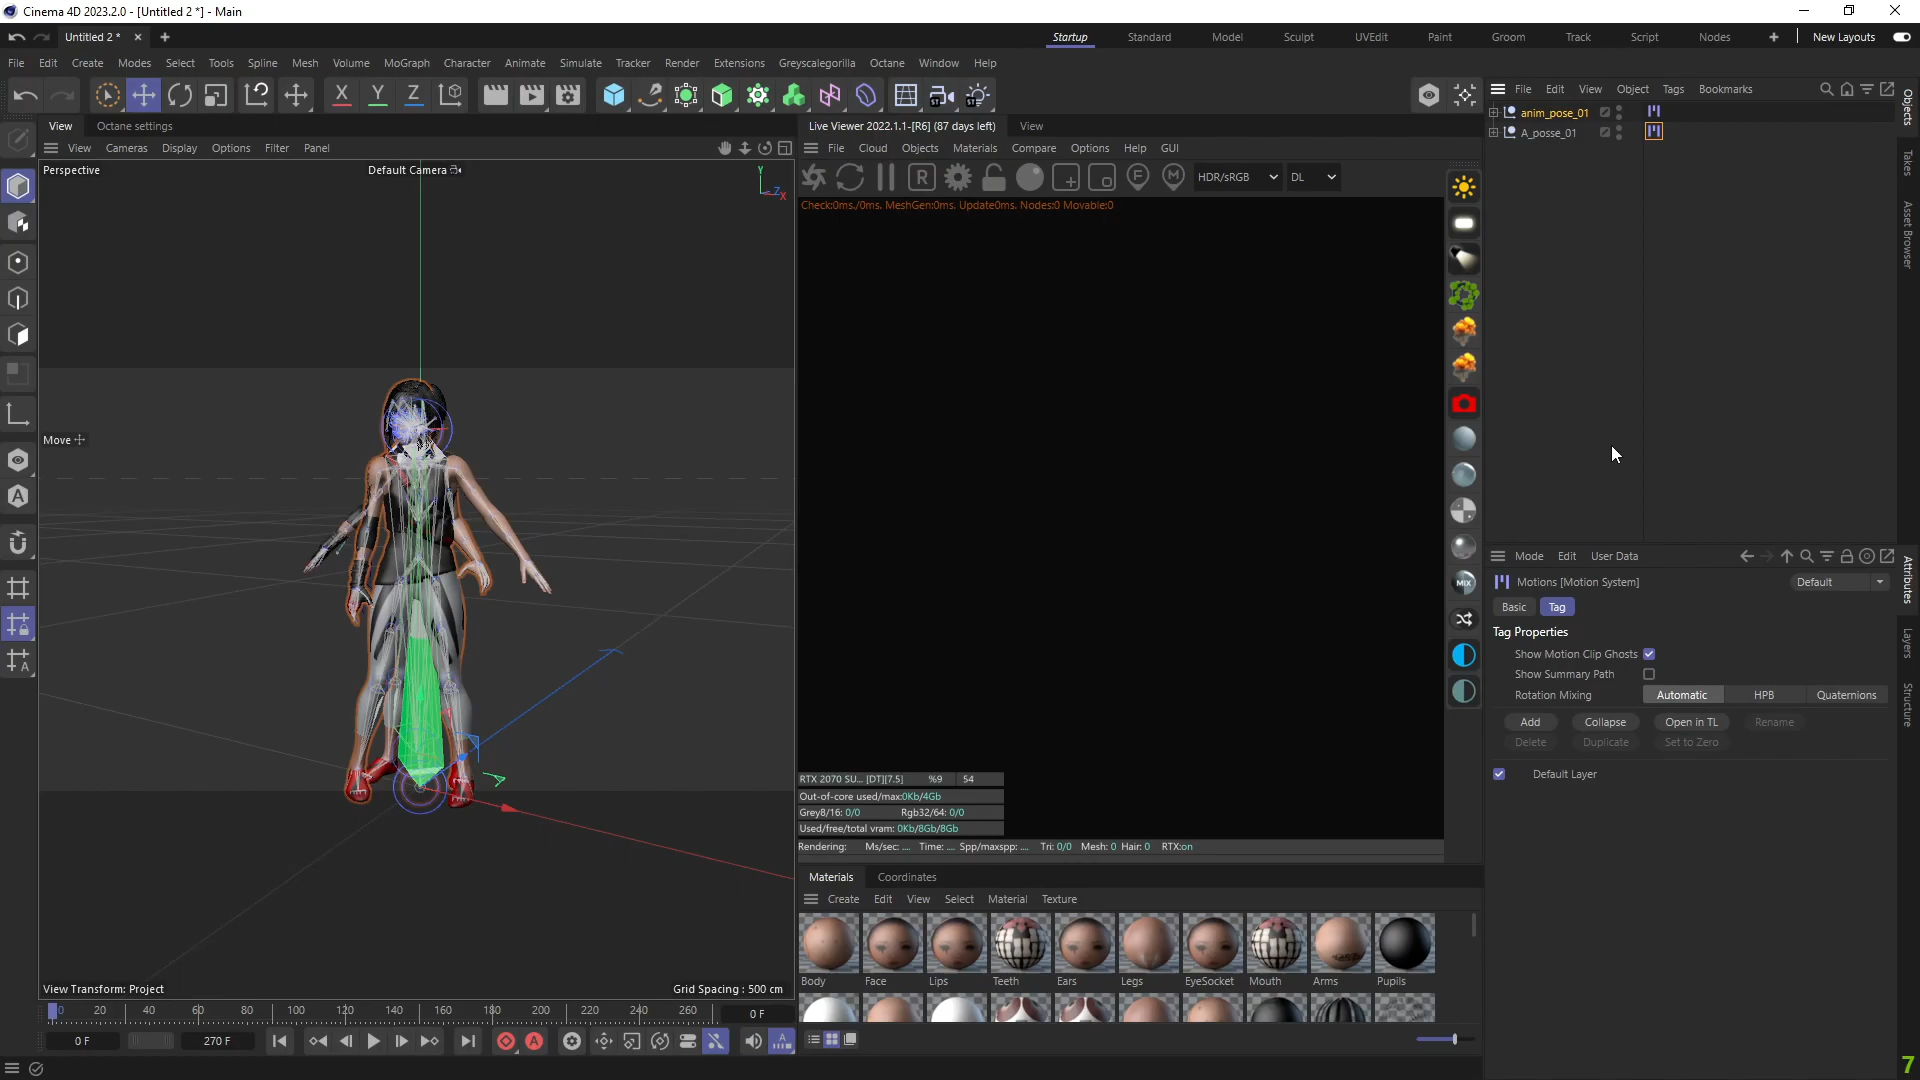 Cinema 4D 2023.2.0 - [Untitled 2 *] - Main
Untitled 2 *
Startup Standard Model Sculpt UVEdit Paint Groom Track Script Nodes New Layouts
File Edit Create Modes Select Tools Spline Mesh Volume MoGraph Character Animate Simulate Tracker Render Extensions Greyscalegorilla Octane Window Help
X Y Z
View Octane settings
View Cameras Display Options Filter Panel
Perspective
Default Camera
Y
Z
X
Move
View Transform: Project
Grid Spacing : 500 cm
Live Viewer 2022.1.1-[R6] (87 days left) View
File Cloud Objects Materials Compare Options Help GUI
HDR/sRGB DL
Check:0ms./0ms. MeshGen:0ms. Update0ms. Nodes:0 Movable:0
RTX 2070 SU... [DT][7.5] %9 54
Out-of-core used/max:0Kb/4Gb
Grey8/16: 0/0 Rgb32/64: 0/0
Used/free/total vram: 0Kb/8Gb/8Gb
Rendering: Ms/sec: .... Time: .... Spp/maxspp: .... Tri: 0/0 Mesh: 0 Hair: 0 RTX:on
MIX
Materials Coordinates
Create Edit View Select Material Texture
Body Face Lips Teeth Ears Legs EyeSocket Mouth Arms Pupils
0 20 40 60 80 100 120 140 160 180 200 220 240 260 0 F
0 F 270 F
File Edit View Object Tags Bookmarks
anim_pose_01
A_posse_01
Objects
Takes
Asset Browser
Mode Edit User Data
Motions [Motion System]
Default
Basic Tag
Tag Properties
Show Motion Clip Ghosts
Show Summary Path
Rotation Mixing Automatic HPB Quaternions
Add Collapse Open in TL Rename
Delete Duplicate Set to Zero
Default Layer
Attributes
Layers
Structure
7